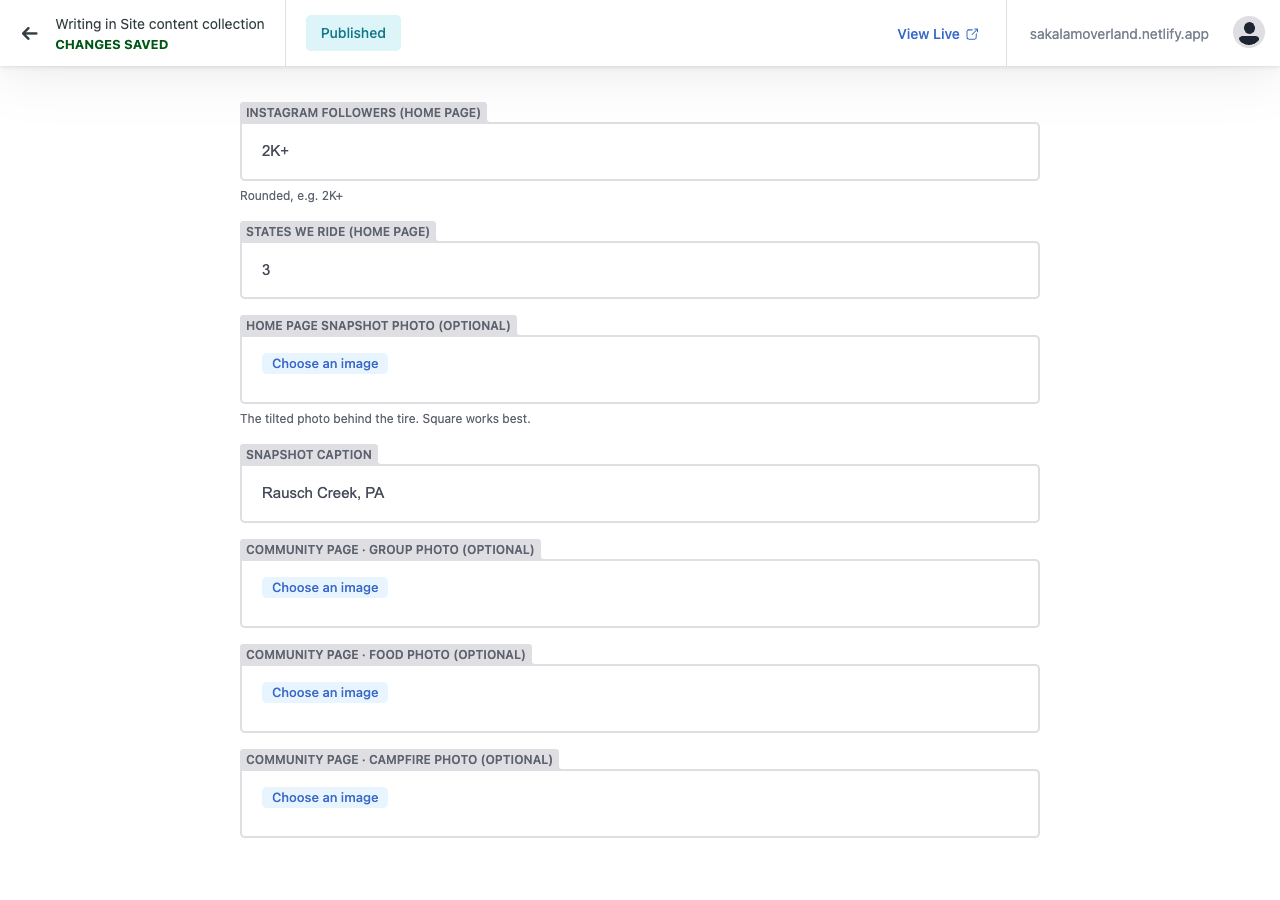 Writing in Site content collection
CHANGES SAVED
Published
View Live
sakalamoverland.netlify.app
INSTAGRAM FOLLOWERS (HOME PAGE)
2K+
Rounded, e.g. 2K+
STATES WE RIDE (HOME PAGE)
3
HOME PAGE SNAPSHOT PHOTO (OPTIONAL)
Choose an image
The tilted photo behind the tire. Square works best.
SNAPSHOT CAPTION
Rausch Creek, PA
COMMUNITY PAGE · GROUP PHOTO (OPTIONAL)
Choose an image
COMMUNITY PAGE · FOOD PHOTO (OPTIONAL)
Choose an image
COMMUNITY PAGE · CAMPFIRE PHOTO (OPTIONAL)
Choose an image